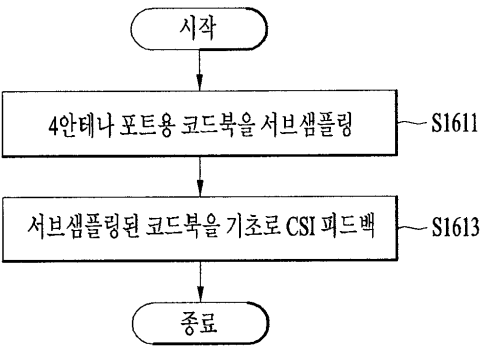 시작
4안테나 포트용 코드북을 서브샘플링
S1611
서브샘플링된 코드북을 기초로 CSI 피드백
S1613
종료